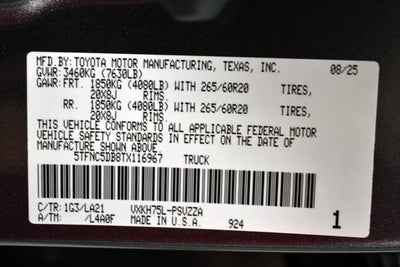 MFD.BY:TOYOTA MOTOR MANUFACTURING, TEXAS, INC. 08/25
GVWR: 3460KG (7630LB)
GAWR: FRT. 1850KG (4080LB) WITH 265/60R20 TIRES,
20X8J RIMS
RR. 1850KG (4080LB) WITH 265/60R20 TIRES,
20X8J RIMS
THIS VEHICLE CONFORMS TO ALL APPLICABLE FEDERAL MOTOR
VEHICLE SAFETY STANDARDS IN EFFECT ON THE DATE OF
MANUFACTURE SHOWN ABOVE.
5TFNC5DB8TX116967 TRUCK
C/TR: 1G3/LA21 VXKH75L-PSVZZA
A/TM: /L4A0F MADE IN U.S.A. 924 1